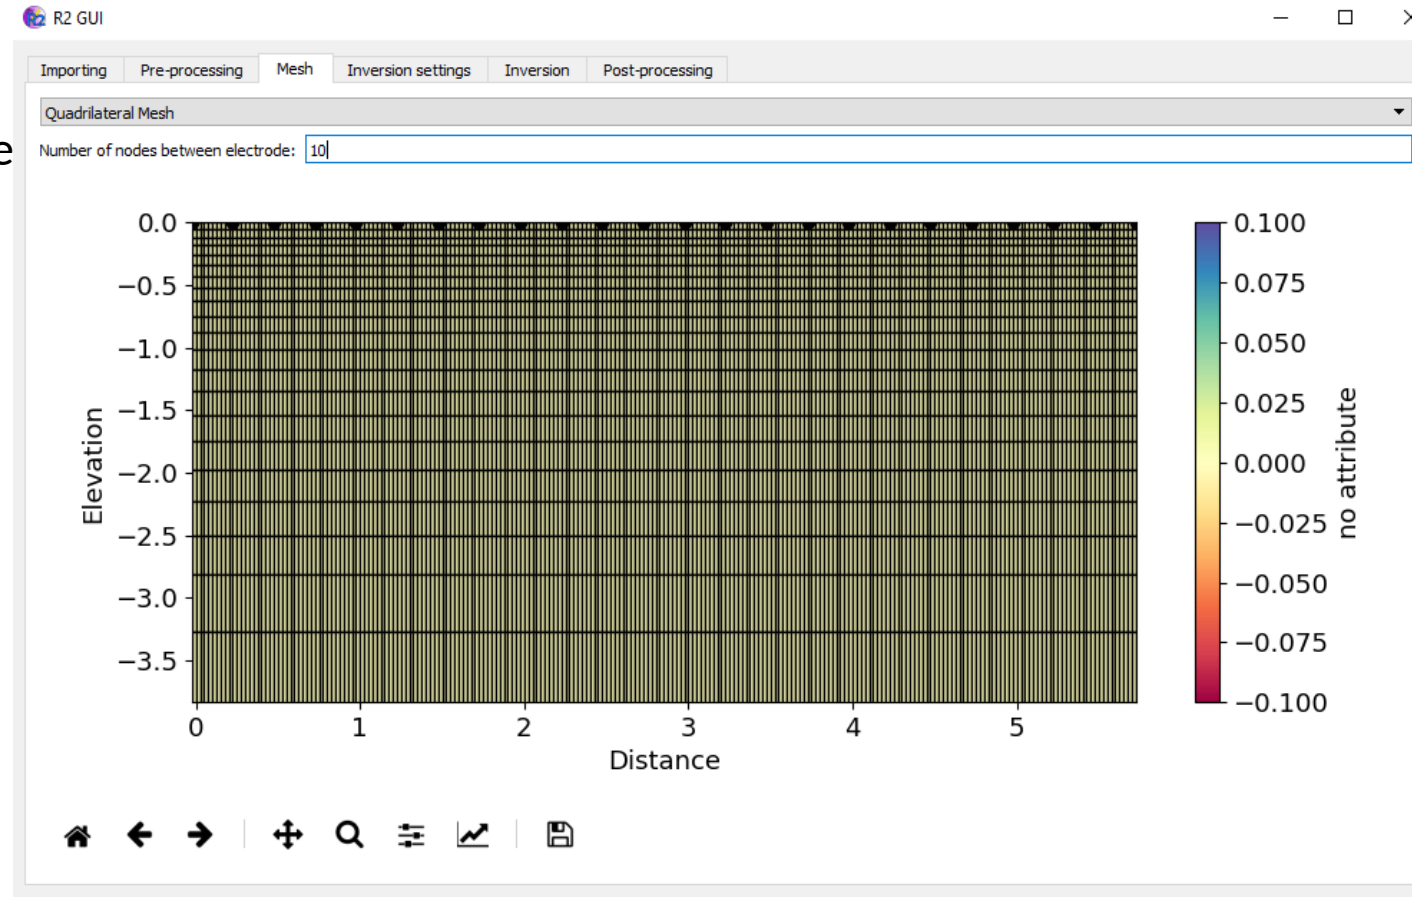 R2 GUI
Importing Pre-processing Mesh Inversion settings Inversion Post-processing
Quadrilateral Mesh
e
Number of nodes between electrode: 10
0.0
−0.5
−1.0
−1.5
−2.0
−2.5
−3.0
−3.5
Elevation
0 1 2 3 4 5
Distance
0.100
0.075
0.050
0.025
0.000
−0.025
−0.050
−0.075
−0.100
no attribute